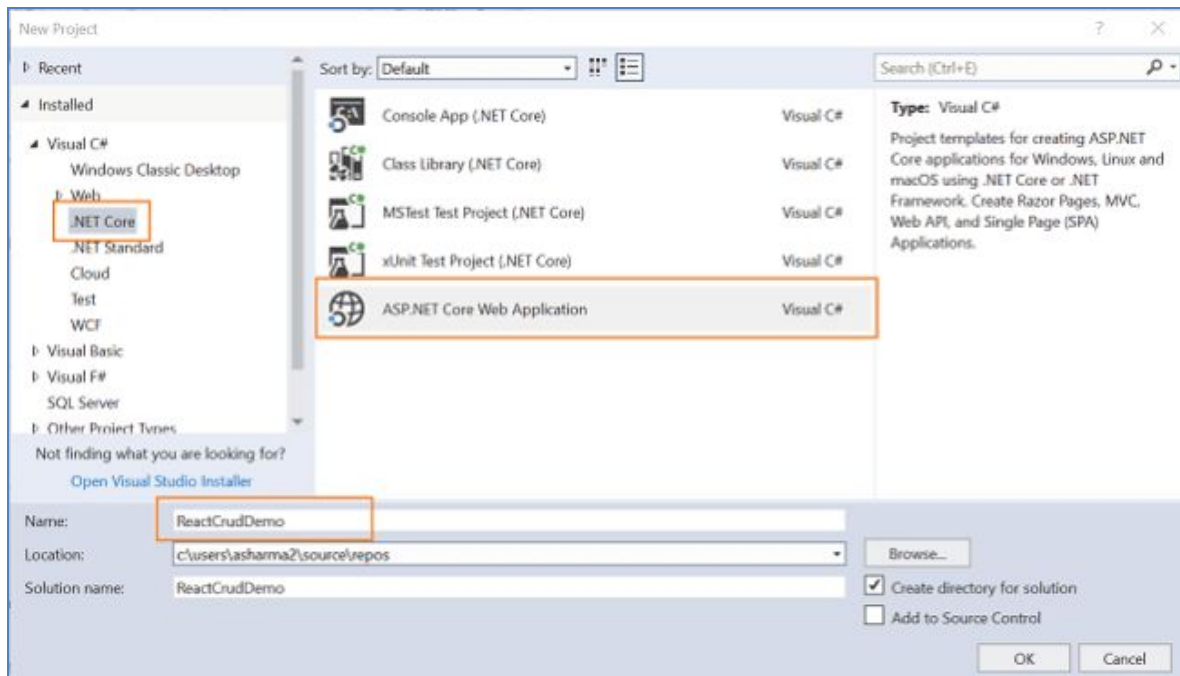 New Project
Recent
Installed
Visual C#
Windows Classic Desktop
Web
.NET Core
.NET Standard
Cloud
Test
WCF
Visual Basic
Visual F#
SQL Server
Other Project Types
Not finding what you are looking for?
Open Visual Studio Installer
Sort by: Default
Console App (.NET Core) Visual C#
Class Library (.NET Core) Visual C#
MSTest Test Project (.NET Core) Visual C#
xUnit Test Project (.NET Core) Visual C#
ASP.NET Core Web Application Visual C#
Search (Ctrl+E)
Type: Visual C#
Project templates for creating ASP.NET
Core applications for Windows, Linux and
macOS using .NET Core or .NET
Framework. Create Razor Pages, MVC,
Web API, and Single Page (SPA)
Applications.
Name: ReactCrudDemo
Location: c:\users\asharma2\source\repos
Browse...
Solution name: ReactCrudDemo
Create directory for solution
Add to Source Control
OK Cancel